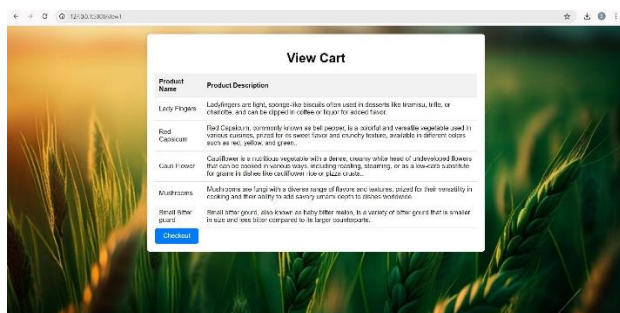 View Cart
Product
Name
Product Description
Lady Fingers
Ladyfingers are light, sponge-like biscuits often used in desserts like tiramisu, trifle, or
charlotte, and can be dipped in coffee or liquor for added flavor.
Red
Capsicum
Red Capsicum, commonly known as bell pepper, is a colorful and versatile vegetable used in
various cuisines, prized for its sweet flavor and crunchy texture, available in different colors
such as red, yellow, and green..
Cauli Flower
Cauliflower is a nutritious vegetable with a dense, creamy white head of undeveloped flowers
that can be cooked in various ways, including roasting, steaming, or as a low-carb substitute
for grains in dishes like cauliflower rice or pizza crusts..
Mushrooms
Mushrooms are fungi with a diverse range of flavors and textures, prized for their versatility in
cooking and their ability to add savory umami depth to dishes worldwide.
Small Bitter
guard
Small bitter gourd, also known as baby bitter melon, is a variety of bitter gourd that is smaller
in size and less bitter compared to its larger counterparts.
Checkout